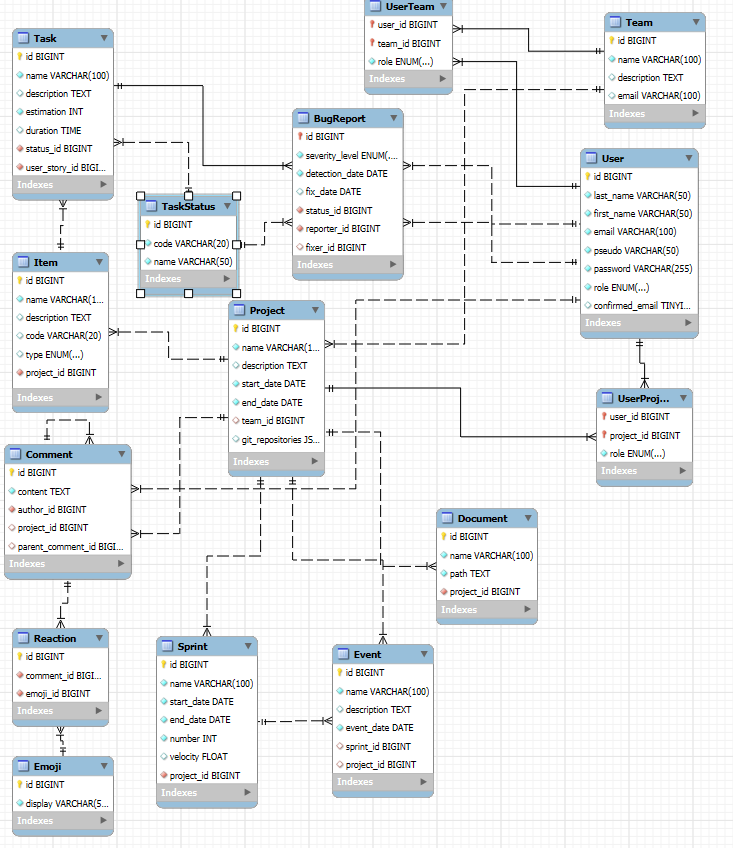 UserTeam
user_id BIGINT
team_id BIGINT
role ENUM(...)
Indexes
Team
id BIGINT
name VARCHAR(100)
description TEXT
email VARCHAR(100)
Indexes
Task
id BIGINT
name VARCHAR(100)
description TEXT
estimation INT
duration TIME
status_id BIGINT
user_story_id BIGI...
Indexes
BugReport
id BIGINT
severity_level ENUM(...
detection_date DATE
fix_date DATE
status_id BIGINT
reporter_id BIGINT
fixer_id BIGINT
Indexes
User
id BIGINT
last_name VARCHAR(50)
first_name VARCHAR(50)
email VARCHAR(100)
pseudo VARCHAR(50)
password VARCHAR(255)
role ENUM(...)
confirmed_email TINYI...
Indexes
TaskStatus
id BIGINT
code VARCHAR(20)
name VARCHAR(50)
Indexes
Item
id BIGINT
name VARCHAR(1...
description TEXT
code VARCHAR(20)
type ENUM(...)
project_id BIGINT
Indexes
Project
id BIGINT
name VARCHAR(1...
description TEXT
start_date DATE
end_date DATE
team_id BIGINT
git_repositories JS...
Indexes
UserProj...
user_id BIGINT
project_id BIGINT
role ENUM(...)
Indexes
Comment
id BIGINT
content TEXT
author_id BIGINT
project_id BIGINT
parent_comment_id BIGI...
Indexes
Document
id BIGINT
name VARCHAR(100)
path TEXT
project_id BIGINT
Indexes
Reaction
id BIGINT
comment_id BIGI...
emoji_id BIGINT
Indexes
Sprint
id BIGINT
name VARCHAR(100)
start_date DATE
end_date DATE
number INT
velocity FLOAT
project_id BIGINT
Indexes
Event
id BIGINT
name VARCHAR(100)
description TEXT
event_date DATE
sprint_id BIGINT
project_id BIGINT
Indexes
Emoji
id BIGINT
display VARCHAR(5...
Indexes